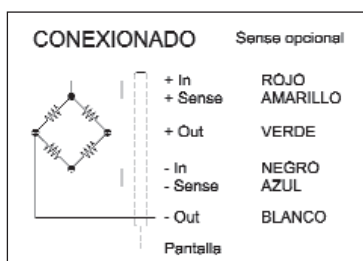 CONEXIONADO Sense opcional
+ In ROJO
+ Sense AMARILLO
+ Out VERDE
- In NEGRO
- Sense AZUL
- Out BLANCO
Pantalla